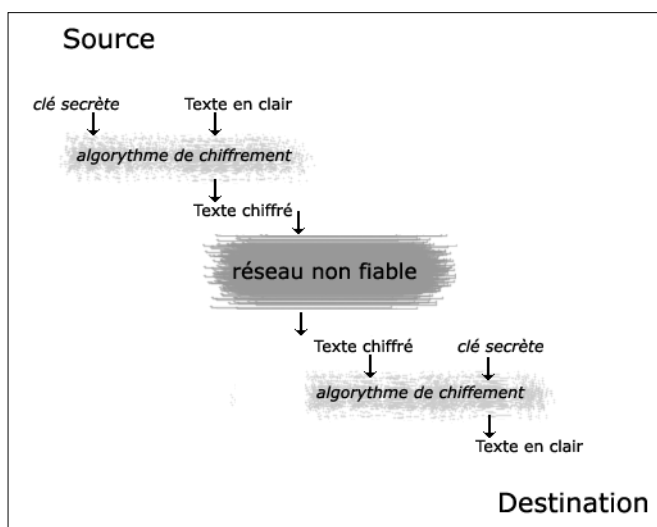 Source
clé secrète Texte en clair
algorythme de chiffrement
Texte chiffré
réseau non fiable
Texte chiffré clé secrète
algorythme de chiffement
Texte en clair
Destination